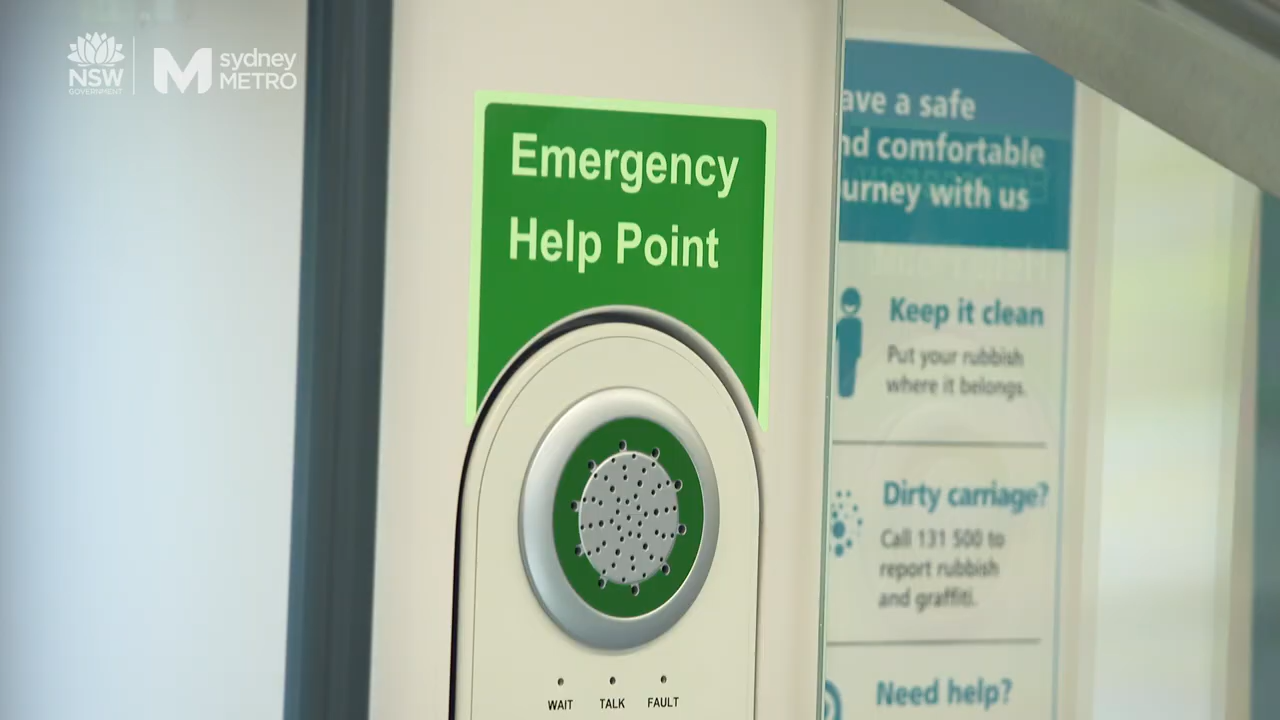 NSW
GOVERNMENT
sydney
METRO
Emergency
Help Point
WAIT TALK FAULT
ave a safe
nd comfortable
urney with us
Keep it clean
Put your rubbish
where it belongs.
Dirty carriage?
Call 131 500 to
report rubbish
and graffiti.
Need help?